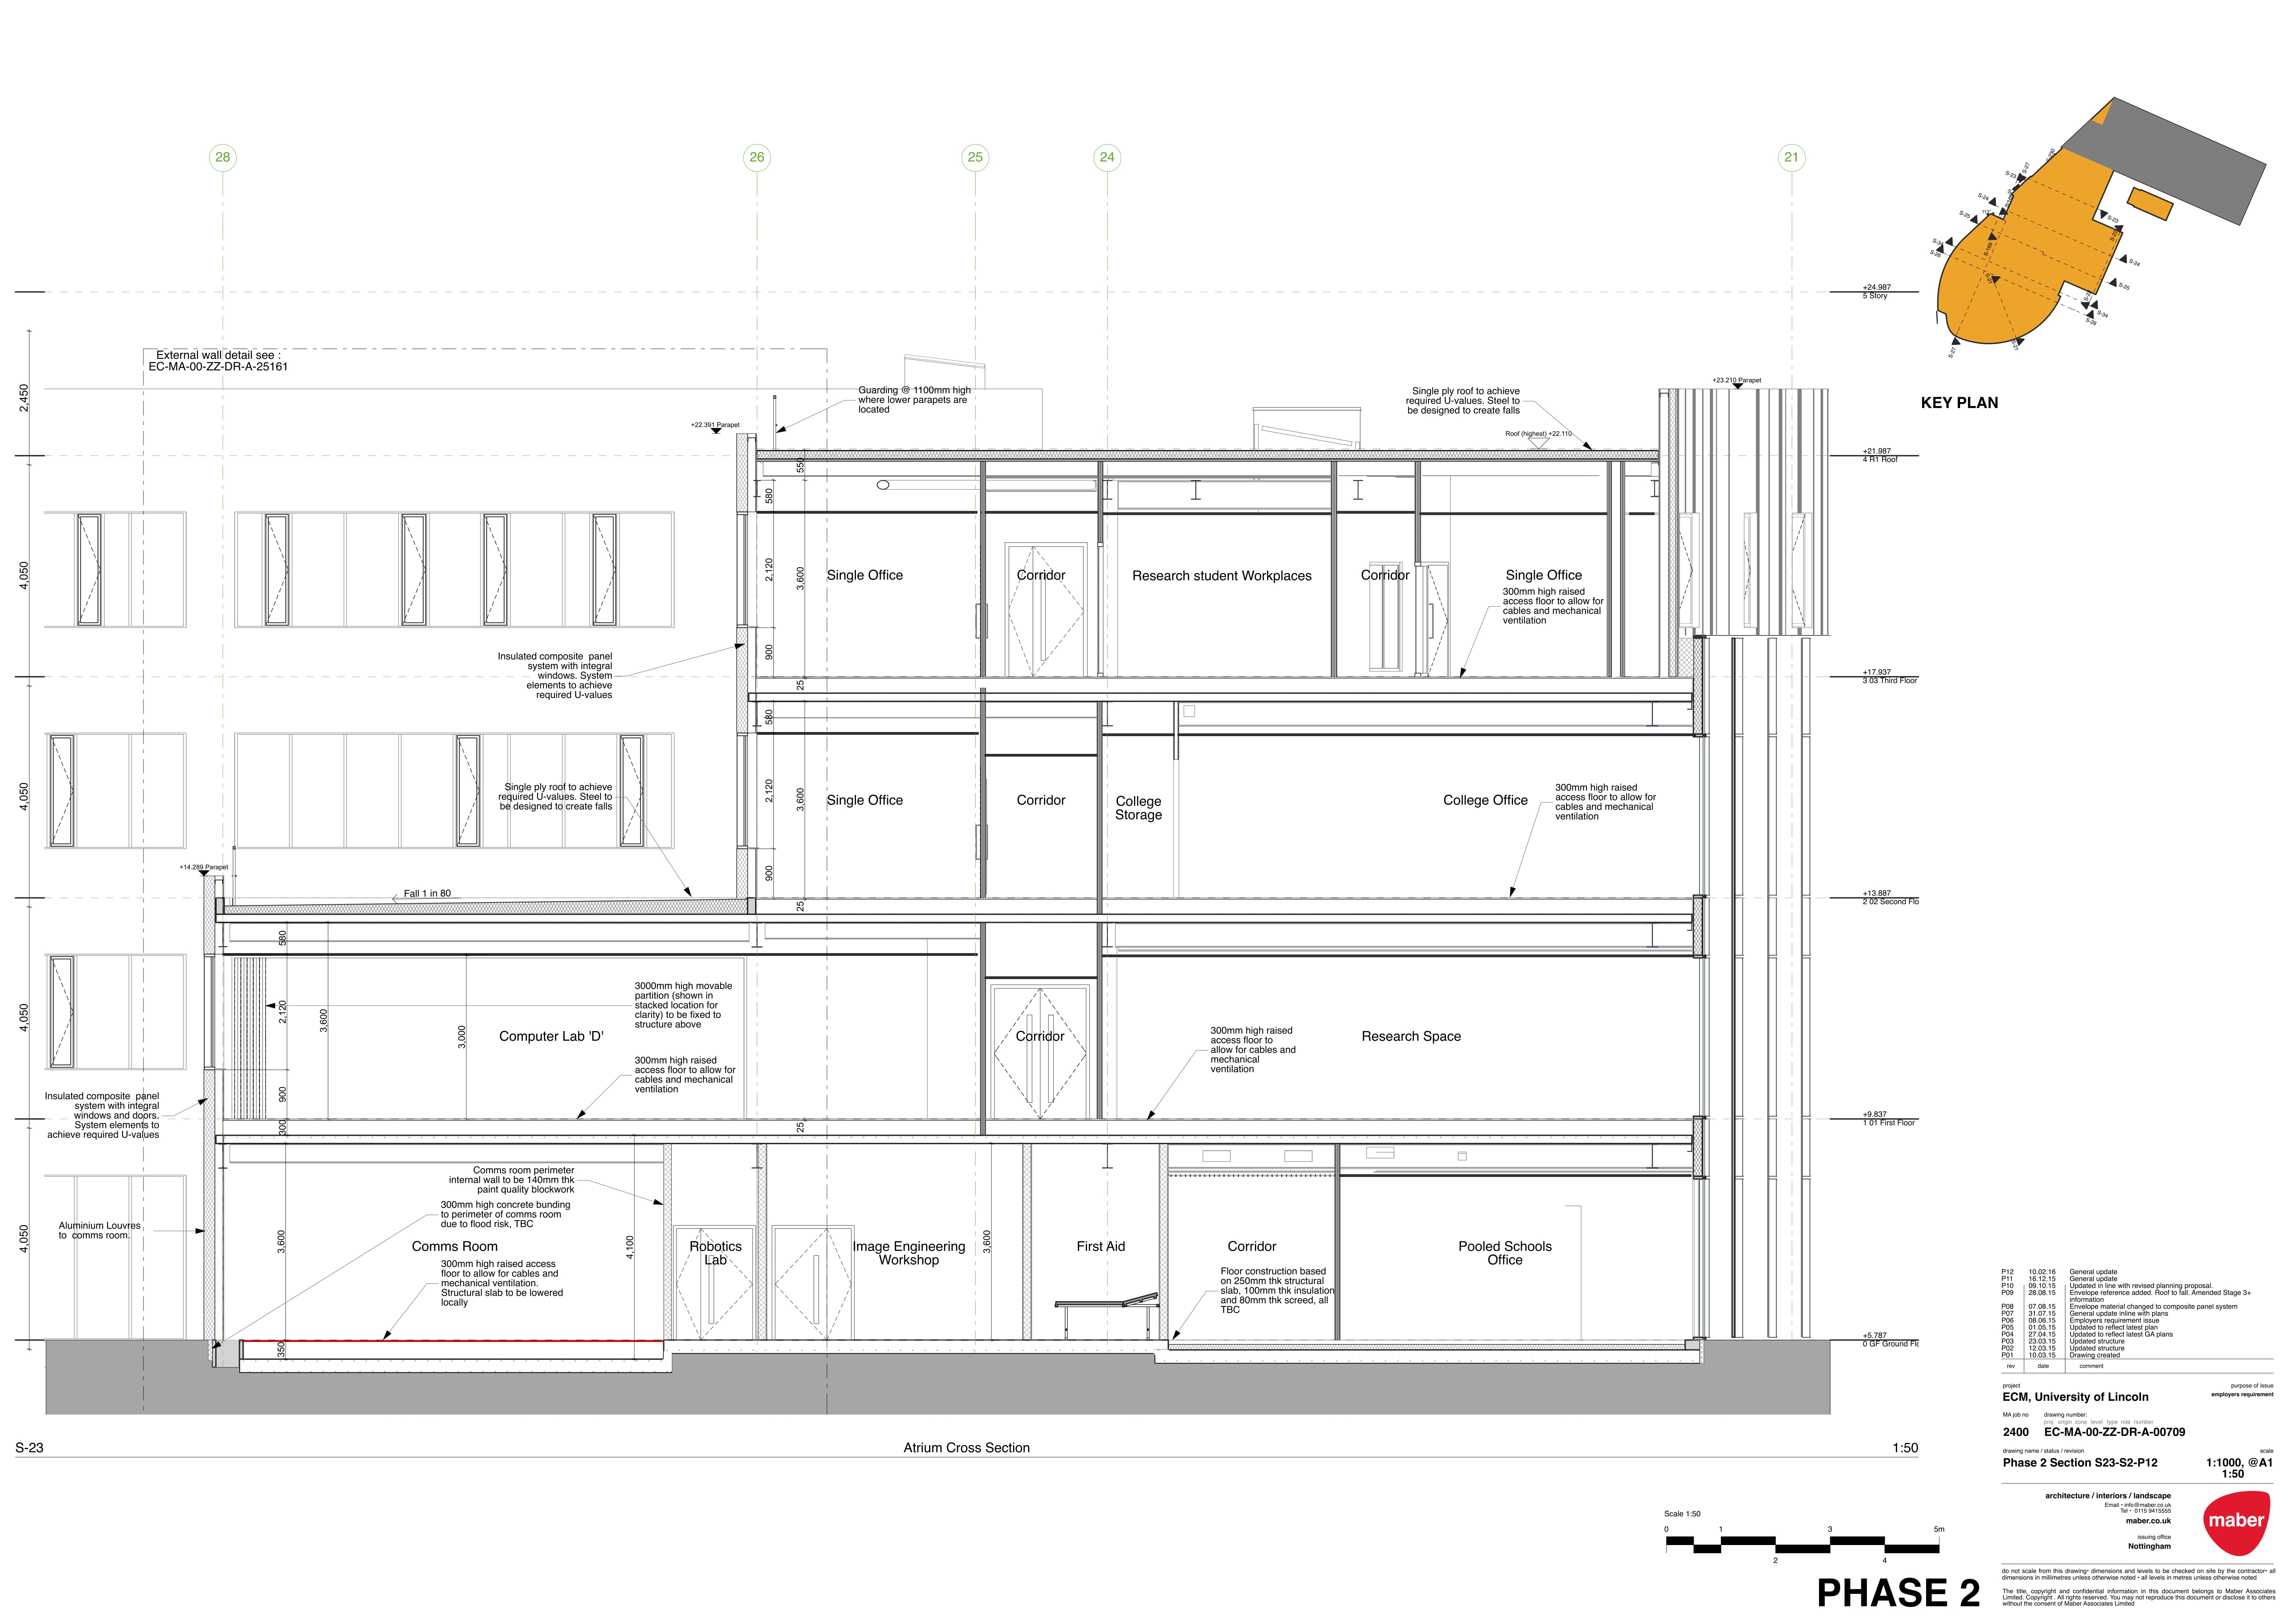 28
26
25
24
21
+24.987
5 Story
External wall detail see :
EC-MA-00-ZZ-DR-A-25161
2,450
Guarding @ 1100mm high
where lower parapets are
located
Single ply roof to achieve
required U-values. Steel to
be designed to create falls
+23.210 Parapet
KEY PLAN
+22.391 Parapet
Roof (highest) +22.110
+21.987
4 R1 Roof
550
580
4,050
2,120
3,600
Single Office
Corridor
Research student Workplaces
Corridor
Single Office
300mm high raised
access floor to allow for
cables and mechanical
ventilation
900
Insulated composite panel
system with integral
windows. System
elements to achieve
required U-values
25
+17.937
3 03 Third Floor
580
4,050
Single ply roof to achieve
required U-values. Steel to
be designed to create falls
2,120
3,600
Single Office
Corridor
College
Storage
College Office
300mm high raised
access floor to allow for
cables and mechanical
ventilation
900
+14.289 Parapet
Fall 1 in 80
25
+13.887
2 02 Second Flo
580
4,050
2,120
3,600
3,000
3000mm high movable
partition (shown in
stacked location for
clarity) to be fixed to
structure above
Computer Lab 'D'
Corridor
Research Space
300mm high raised
access floor to allow for
cables and mechanical
ventilation
300mm high raised
access floor to
allow for cables and
mechanical
ventilation
900
Insulated composite panel
system with integral
windows and doors.
System elements to
achieve required U-values
300
25
+9.837
1 01 First Floor
Comms room perimeter
internal wall to be 140mm thk
paint quality blockwork
300mm high concrete bunding
to perimeter of comms room
due to flood risk, TBC
Aluminium Louvres
to comms room.
4,050
3,600
4,100
3,600
Comms Room
Robotics
Lab
Image Engineering
Workshop
First Aid
Corridor
Pooled Schools
Office
300mm high raised access
floor to allow for cables and
mechanical ventilation.
Structural slab to be lowered
locally
Floor construction based
on 250mm thk structural
slab, 100mm thk insulation
and 80mm thk screed, all
TBC
350
+5.787
0 GF Ground Flo
S-23
Atrium Cross Section
1:50
P12 10.02.16 General update
P11 16.12.15 General update
P10 09.10.15 Updated in line with revised planning proposal.
P09 28.08.15 Envelope reference added. Roof to fall. Amended Stage 3+
information
P08 07.08.15 Envelope material changed to composite panel system
P07 31.07.15 General update inline with plans
P06 08.06.15 Employers requirement issue
P05 01.05.15 Updated to reflect latest plan
P04 27.04.15 Updated to reflect latest GA plans
P03 23.03.15 Updated structure
P02 12.03.15 Updated structure
P01 10.03.15 Drawing created
rev date comment
project purpose of issue
ECM, University of Lincoln employers requirement
MA job no drawing number:
proj origin zone level type role number
2400 EC-MA-00-ZZ-DR-A-00709
drawing name / status / revision scale
Phase 2 Section S23-S2-P12 1:1000, @A1
1:50
architecture / interiors / landscape
Email • info@maber.co.uk
Tel • 0115 9415555
maber.co.uk
issuing office
Nottingham
maber
Scale 1:50
0 1 3 5m
2 4
PHASE 2
do not scale from this drawing• dimensions and levels to be checked on site by the contractor• all
dimensions in millimetres unless otherwise noted • all levels in metres unless otherwise noted
The title, copyright and confidential information in this document belongs to Maber Associates
Limited. Copyright . All rights reserved. You may not reproduce this document or disclose it to others
without the consent of Maber Associates Limited
S-23
S-27
S-24
S-25
S-34
S-26
S-23
S-24
S-25
S-34
S-26
S-27
S-21